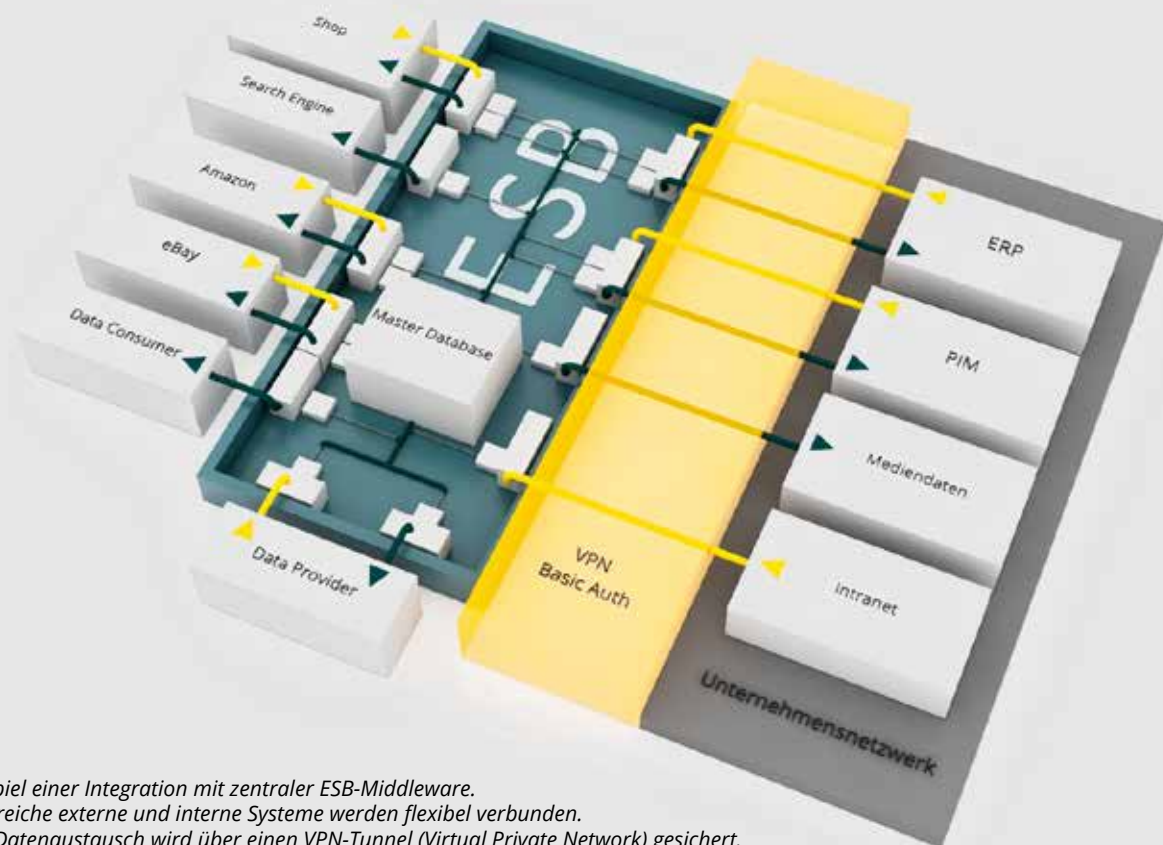 Shop
Search Engine
Amazon
eBay
Data Consumer
ESB
Master Database
Data Provider
VPN
Basic Auth
ERP
PIM
Mediendaten
Intranet
Unternehmensnetzwerk
piel einer Integration mit zentraler ESB-Middleware.
reiche externe und interne Systeme werden flexibel verbunden.
Datenaustausch wird über einen VPN-Tunnel (Virtual Private Network) gesichert.